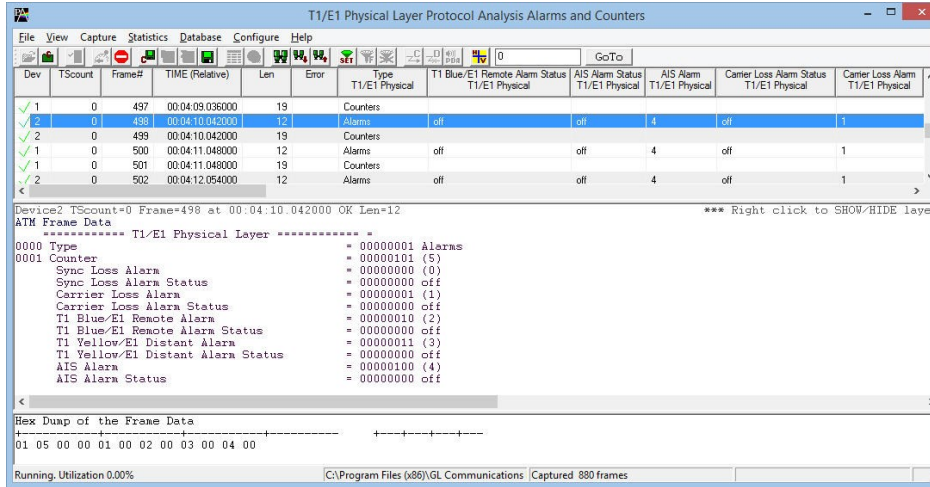 T1/E1 Physical Layer Protocol Analysis Alarms and Counters
File View Capture Statistics Database Configure Help
SET 0 GoTo
Dev TScount Frame# TIME (Relative) Len Error Type T1/E1 Physical T1 Blue/E1 Remote Alarm Status T1/E1 Physical AIS Alarm Status T1/E1 Physical AIS Alarm T1/E1 Physical Carrier Loss Alarm Status T1/E1 Physical Carrier Loss Alarm T1/E1 Physical
1 0 497 00:04:09.036000 19 Counters
2 0 498 00:04:10.042000 12 Alarms off off 4 off 1
2 0 499 00:04:10.042000 19 Counters
1 0 500 00:04:11.048000 12 Alarms off off 4 off 1
1 0 501 00:04:11.048000 19 Counters
2 0 502 00:04:12.054000 12 Alarms off off 4 off 1
Device2 TScount=0 Frame=498 at 00:04:10.042000 OK Len=12 *** Right click to SHOW/HIDE laye
ATM Frame Data
============ T1/E1 Physical Layer ============ =
0000 Type = 00000001 Alarms
0001 Counter = 00000101 (5)
Sync Loss Alarm = 00000000 (0)
Sync Loss Alarm Status = 00000000 off
Carrier Loss Alarm = 00000001 (1)
Carrier Loss Alarm Status = 00000000 off
T1 Blue/E1 Remote Alarm = 00000010 (2)
T1 Blue/E1 Remote Alarm Status = 00000000 off
T1 Yellow/E1 Distant Alarm = 00000011 (3)
T1 Yellow/E1 Distant Alarm Status = 00000000 off
AIS Alarm = 00000100 (4)
AIS Alarm Status = 00000000 off
Hex Dump of the Frame Data
+-----------+-----------+-----------+---------- +---+---+---+---
01 05 00 00 01 00 02 00 03 00 04 00
Running. Utilization 0.00% C:\Program Files (x86)\GL Communications Captured 880 frames